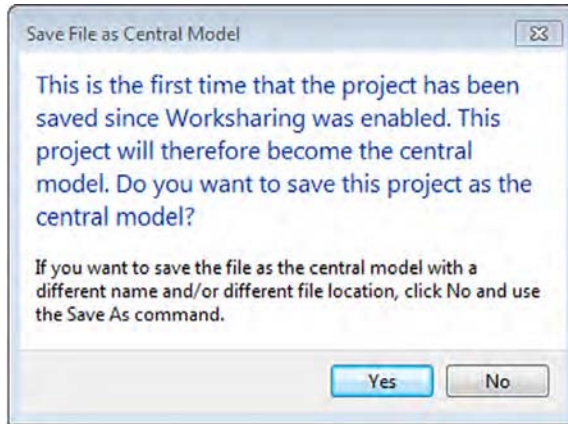 Save File as Central Model
This is the first time that the project has been
saved since Worksharing was enabled. This
project will therefore become the central
model. Do you want to save this project as the
central model?
If you want to save the file as the central model with a
different name and/or different file location, click No and use
the Save As command.
Yes No